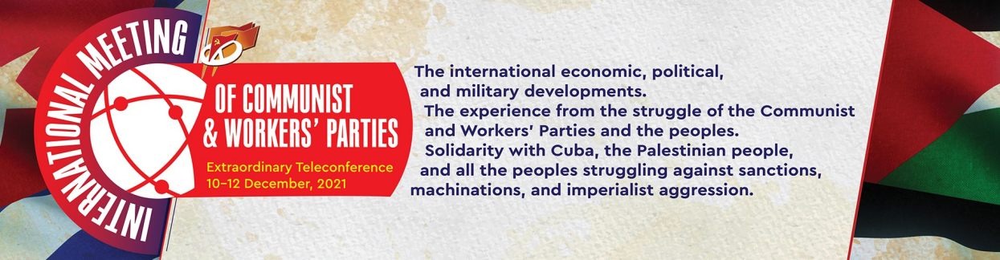 INTERNATIONAL MEETING
OF COMMUNIST
& WORKERS' PARTIES
Extraordinary Teleconference
10–12 December, 2021
The international economic, political,
and military developments.
The experience from the struggle of the Communist
and Workers' Parties and the peoples.
Solidarity with Cuba, the Palestinian people,
and all the peoples struggling against sanctions,
machinations, and imperialist aggression.